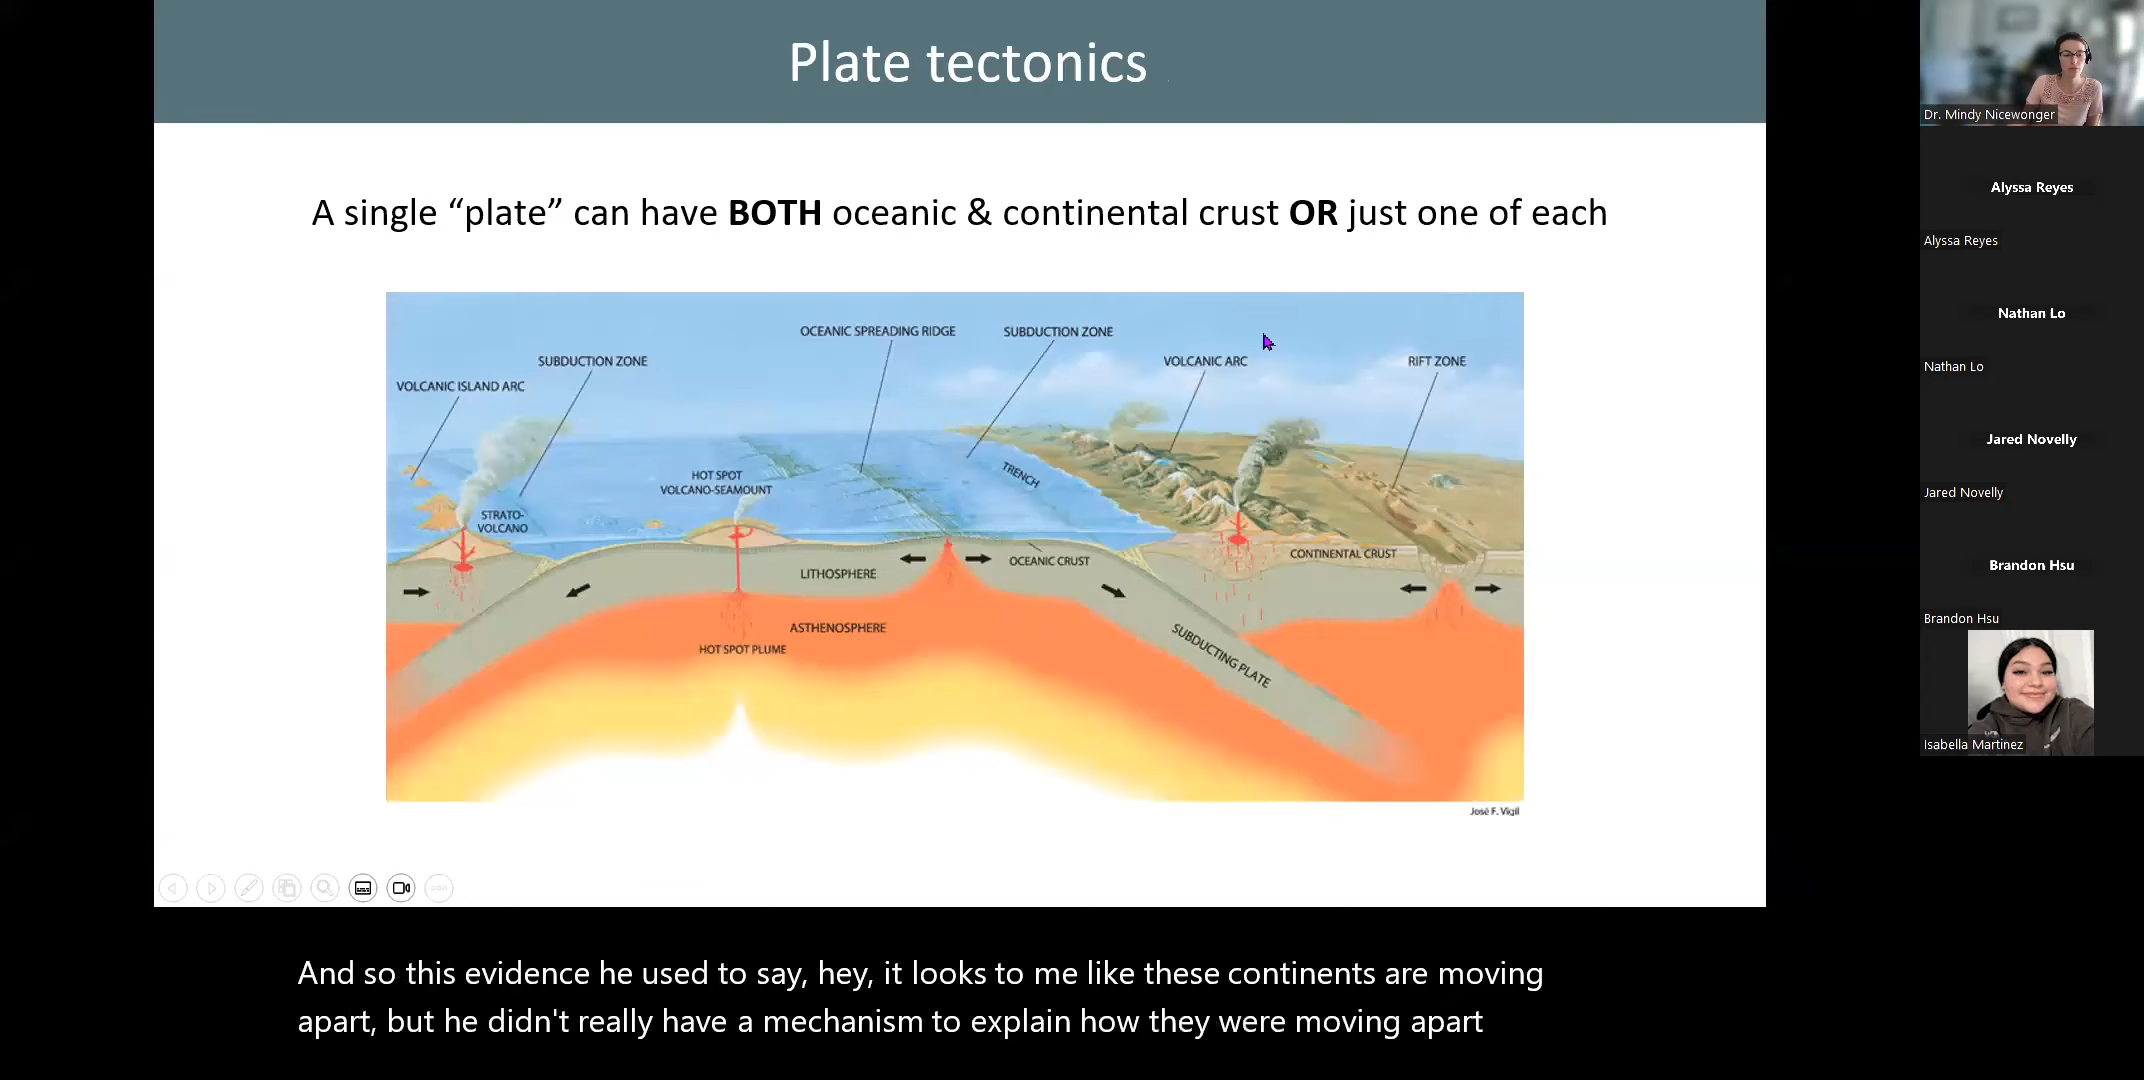 Plate tectonics
A single “plate” can have BOTH oceanic & continental crust OR just one of each
OCEANIC SPREADING RIDGE
SUBDUCTION ZONE
SUBDUCTION ZONE
VOLCANIC ARC
RIFT ZONE
VOLCANIC ISLAND ARC
TRENCH
HOT SPOT
VOLCANO-SEAMOUNT
STRATO-
VOLCANO
CONTINENTAL CRUST
OCEANIC CRUST
LITHOSPHERE
ASTHENOSPHERE
HOT SPOT PLUME
SUBDUCTING PLATE
José F. Vigil
And so this evidence he used to say, hey, it looks to me like these continents are moving
apart, but he didn't really have a mechanism to explain how they were moving apart
Dr. Mindy Nicewonger
Alyssa Reyes
Alyssa Reyes
Nathan Lo
Nathan Lo
Jared Novelly
Jared Novelly
Brandon Hsu
Brandon Hsu
Isabella Martinez